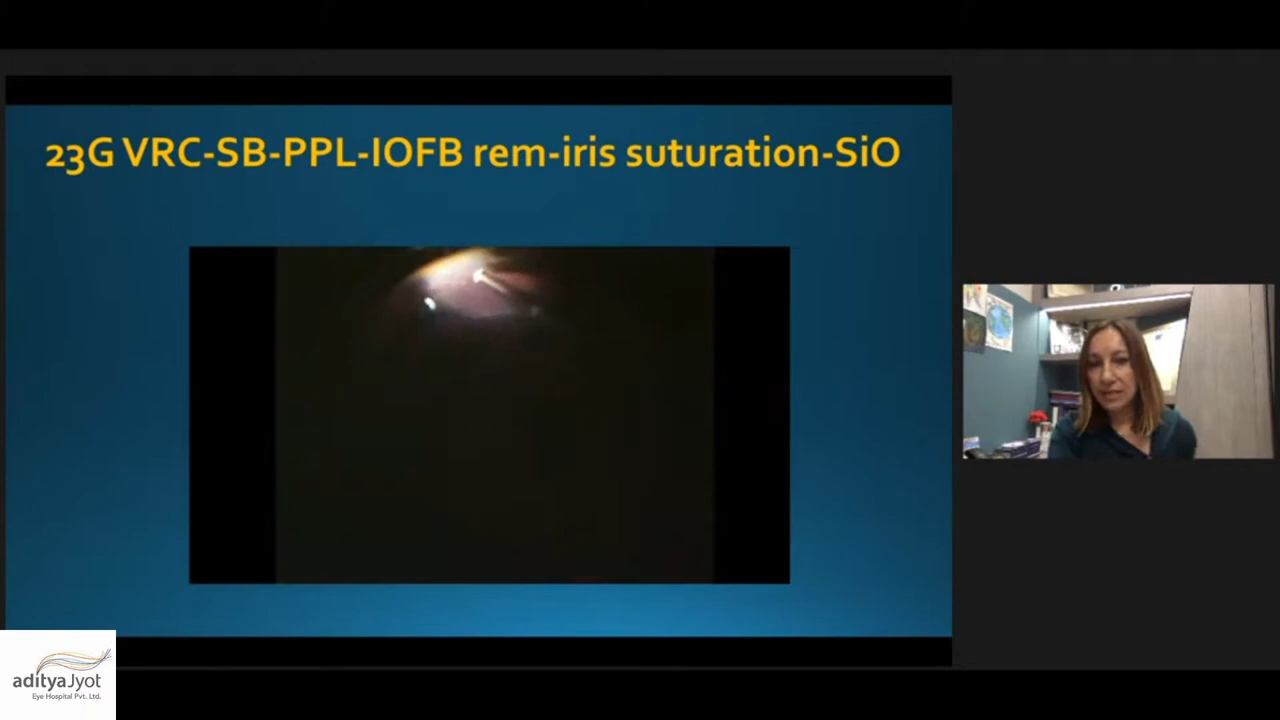 23G VRC-SB-PPL-IOFB rem-iris suturation-SiO
adityaJyot
Eye Hospital Pvt. Ltd.